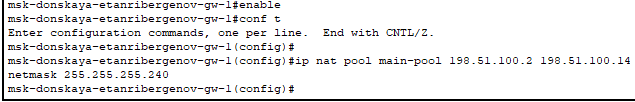 msk-donskaya-etanribergenov-gw-1#enable
msk-donskaya-etanribergenov-gw-1#conf t
Enter configuration commands, one per line.  End with CNTL/Z.
msk-donskaya-etanribergenov-gw-1(config)#
msk-donskaya-etanribergenov-gw-1(config)#ip nat pool main-pool 198.51.100.2 198.51.100.14
netmask 255.255.255.240
msk-donskaya-etanribergenov-gw-1(config)#